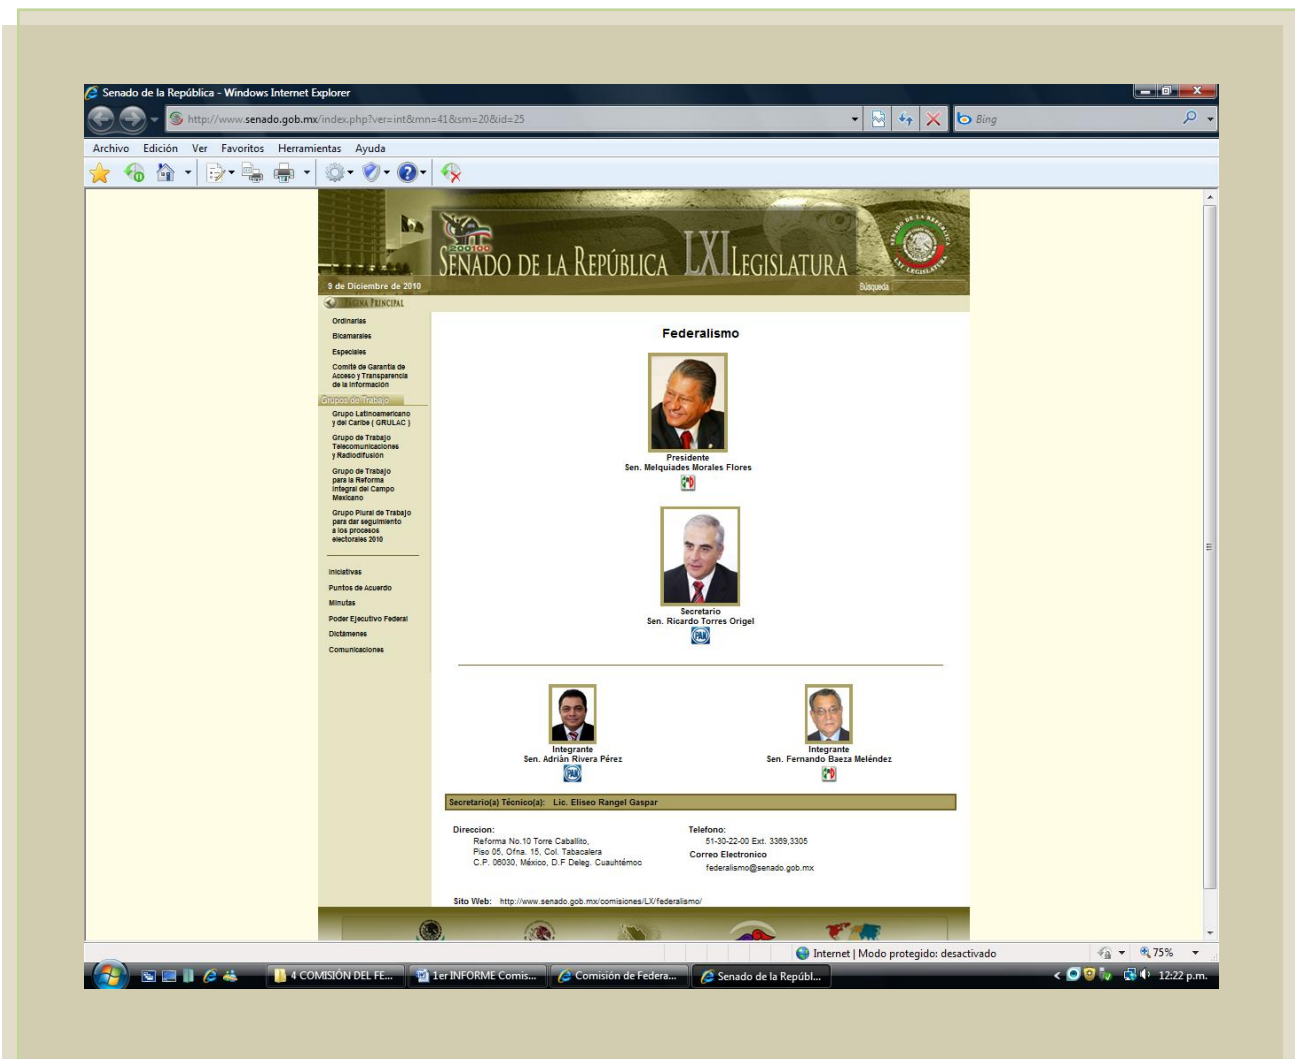 Senado de la República - Windows Internet Explorer
http://www.senado.gob.mx/index.php?ver=int&mn=41&sm=20&id=25
Bing
Archivo Edición Ver Favoritos Herramientas Ayuda
SENADO DE LA REPÚBLICA LXI LEGISLATURA
9 de Diciembre de 2010
Búsqueda
PÁGINA PRINCIPAL
Ordinarias
Bicamarales
Especiales
Comité de Garantía de
Acceso y Transparencia
de la Información
Grupos de Trabajo
Grupo Latinoamericano
y del Caribe ( GRULAC )
Grupo de Trabajo
Telecomunicaciones
y Radiodifusión
Grupo de Trabajo
para la Reforma
Integral del Campo
Mexicano
Grupo Plural de Trabajo
para dar seguimiento
a los procesos
electorales 2010
Iniciativas
Puntos de Acuerdo
Minutas
Poder Ejecutivo Federal
Dictámenes
Comunicaciones
Federalismo
Presidente
Sen. Melquiades Morales Flores
Secretario
Sen. Ricardo Torres Origel
PAN
Integrante
Sen. Adrián Rivera Pérez
PAN
Integrante
Sen. Fernando Baeza Meléndez
Secretario(a) Técnico(a): Lic. Eliseo Rangel Gaspar
Direccion:
Reforma No.10 Torre Caballito,
Piso 05, Ofna. 15, Col. Tabacalera
C.P. 06030, México, D.F Deleg. Cuauhtémoc
Telefono:
51-30-22-00 Ext. 3369,3305
Correo Electronico
federalismo@senado.gob.mx
Sito Web: http://www.senado.gob.mx/comisiones/LX/federalismo/
Internet | Modo protegido: desactivado
75%
4 COMISIÓN DEL FE...
1er INFORME Comis...
Comisión de Federa...
Senado de la Repúbl...
12:22 p.m.